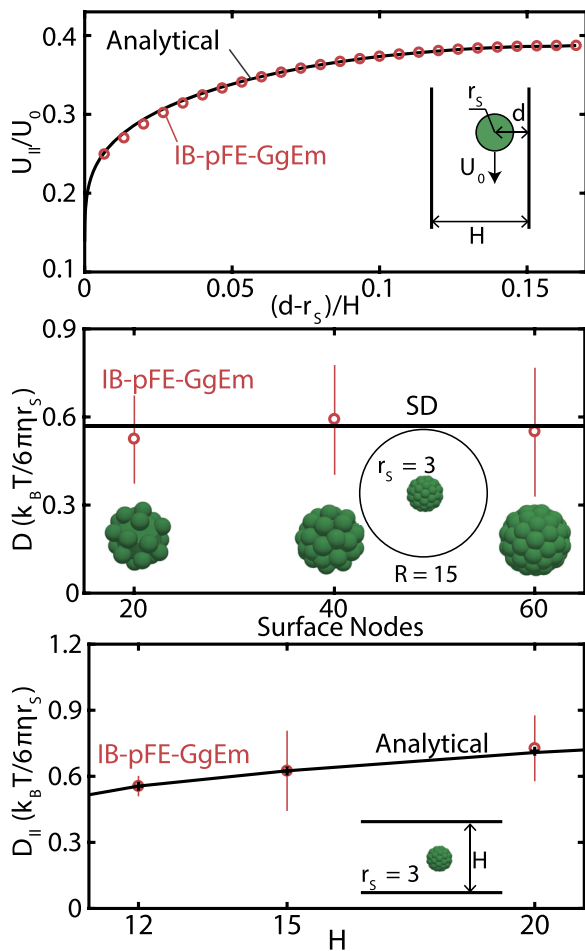 0.4
Analytical
0.3
U||/U0
rS
d
IB-pFE-GgEm
0.2
U0
H
0.1
0
0.05
0.1
0.15
(d-rS)/H
0.9
IB-pFE-GgEm
SD
0.6
rS = 3
D (kBT/6πηrS)
0.3
R = 15
0
20
40
60
Surface Nodes
1.2
0.9
IB-pFE-GgEm
Analytical
0.6
D|| (kBT/6πηrS)
0.3
H
rS = 3
0
12
15
20
H